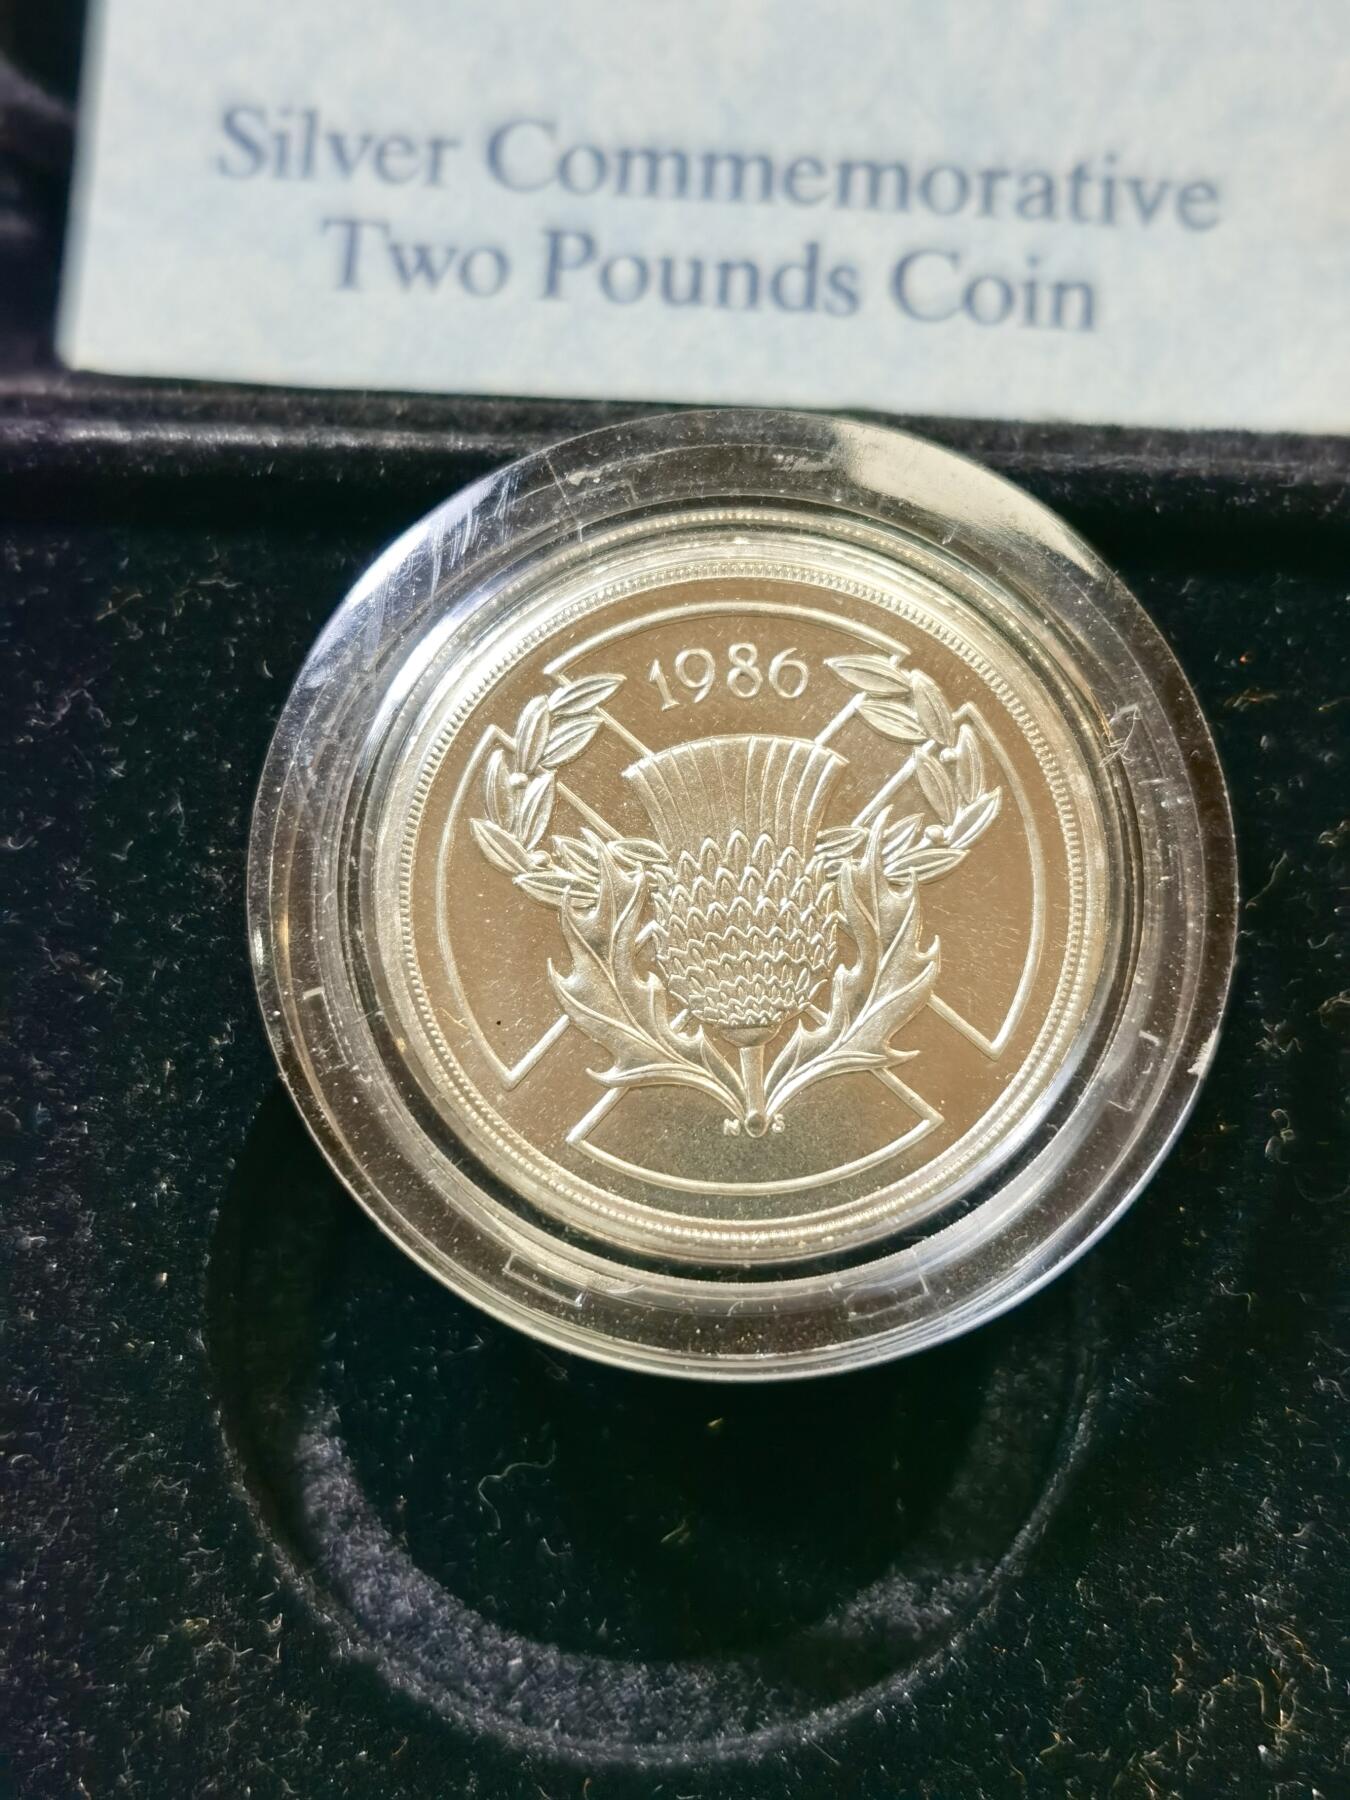 Silver Commemorative
Two Pounds Coin
1986
N S